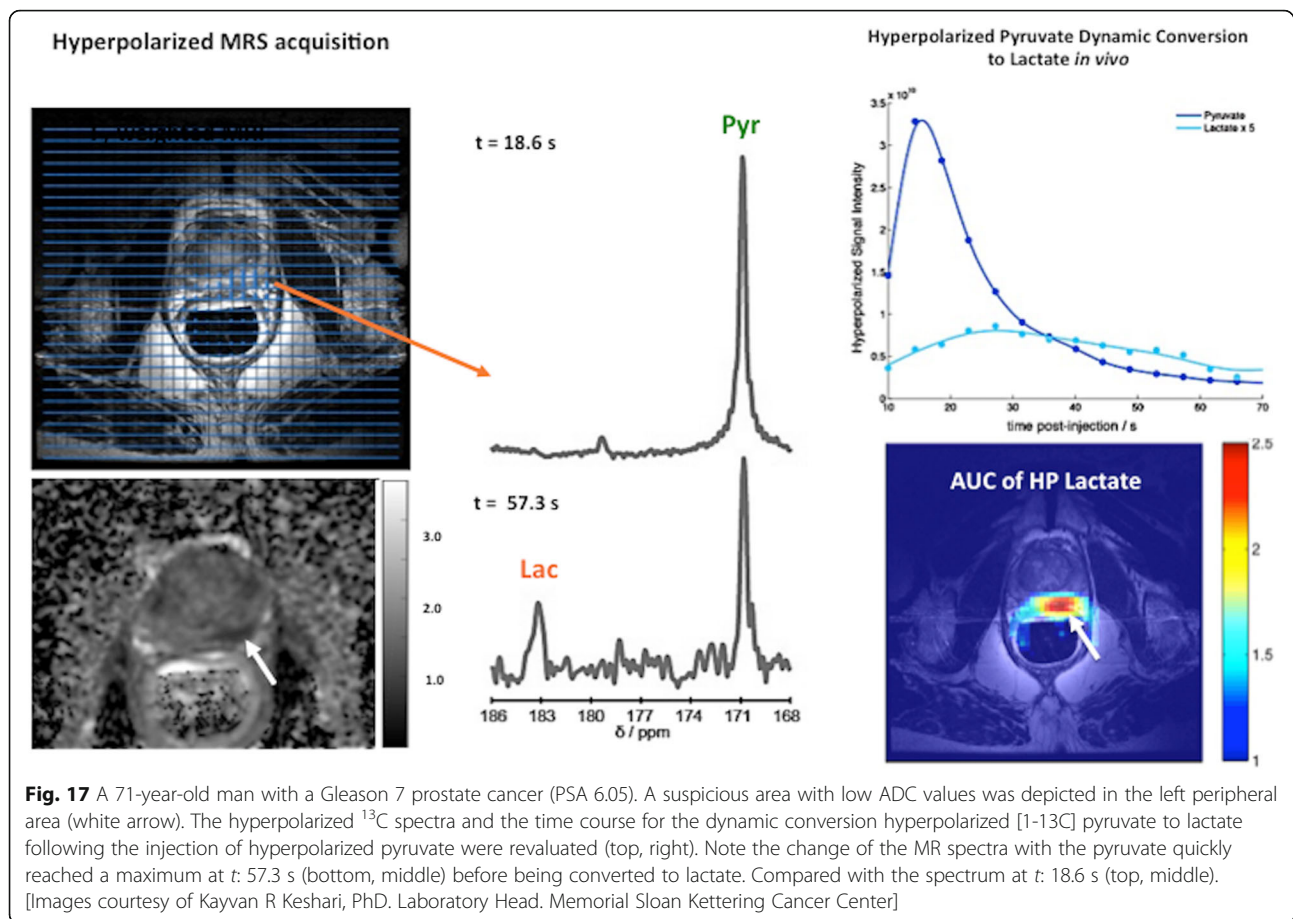 Hyperpolarized MRS acquisition
Pyr
t = 18.6 s
t = 57.3 s
Lac
186 183 180 177 174 171 168
δ / ppm
3.0
2.0
1.0
Hyperpolarized Pyruvate Dynamic Conversion
to Lactate in vivo
3.5
3
2.5
2
1.5
1
0.5
0
Hyperpolarized Signal Intensity
Pyruvate
Lactate x 5
10 20 30 40 50 60 70
time post-injection / s
AUC of HP Lactate
2.5
2
1.5
1
Fig. 17 A 71-year-old man with a Gleason 7 prostate cancer (PSA 6.05). A suspicious area with low ADC values was depicted in the left peripheral
area (white arrow). The hyperpolarized ¹³C spectra and the time course for the dynamic conversion hyperpolarized [1-13C] pyruvate to lactate
following the injection of hyperpolarized pyruvate were revaluated (top, right). Note the change of the MR spectra with the pyruvate quickly
reached a maximum at t: 57.3 s (bottom, middle) before being converted to lactate. Compared with the spectrum at t: 18.6 s (top, middle).
[Images courtesy of Kayvan R Keshari, PhD. Laboratory Head. Memorial Sloan Kettering Cancer Center]